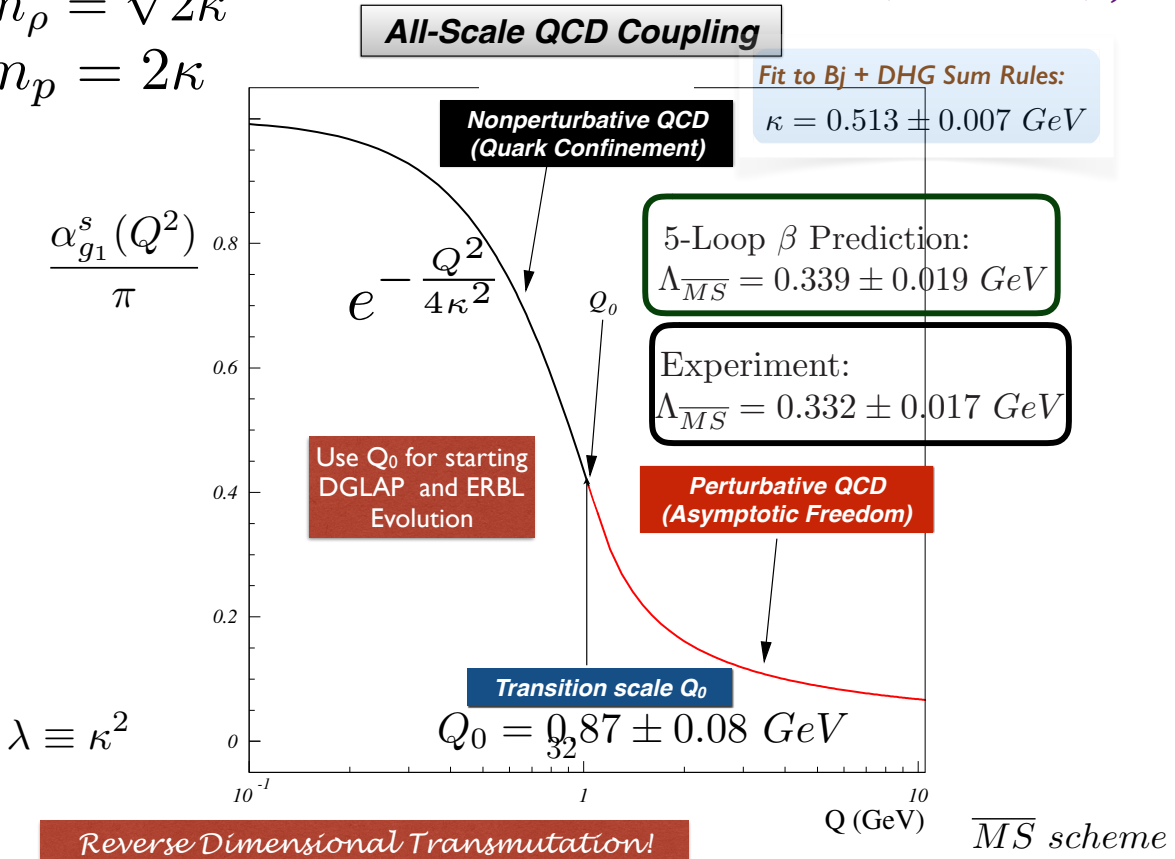 m_ρ = √2κ
m_p = 2κ
All-Scale QCD Coupling
Fit to Bj + DHG Sum Rules:
κ = 0.513 ± 0.007 GeV
Nonperturbative QCD
(Quark Confinement)
α^s_{g_1}(Q²)
π
e^{-Q²/4κ²}
Q₀
5-Loop β Prediction:
Λ_{\overline{MS}} = 0.339 ± 0.019 GeV
Experiment:
Λ_{\overline{MS}} = 0.332 ± 0.017 GeV
Use Q₀ for starting
DGLAP and ERBL
Evolution
Perturbative QCD
(Asymptotic Freedom)
0.8
0.6
0.4
0.2
0
Transition scale Q₀
Q₀ = 0.87 ± 0.08 GeV
32
λ ≡ κ²
10⁻¹
1
10
Q (GeV)
\overline{MS} scheme
Reverse Dimensional Transmutation!